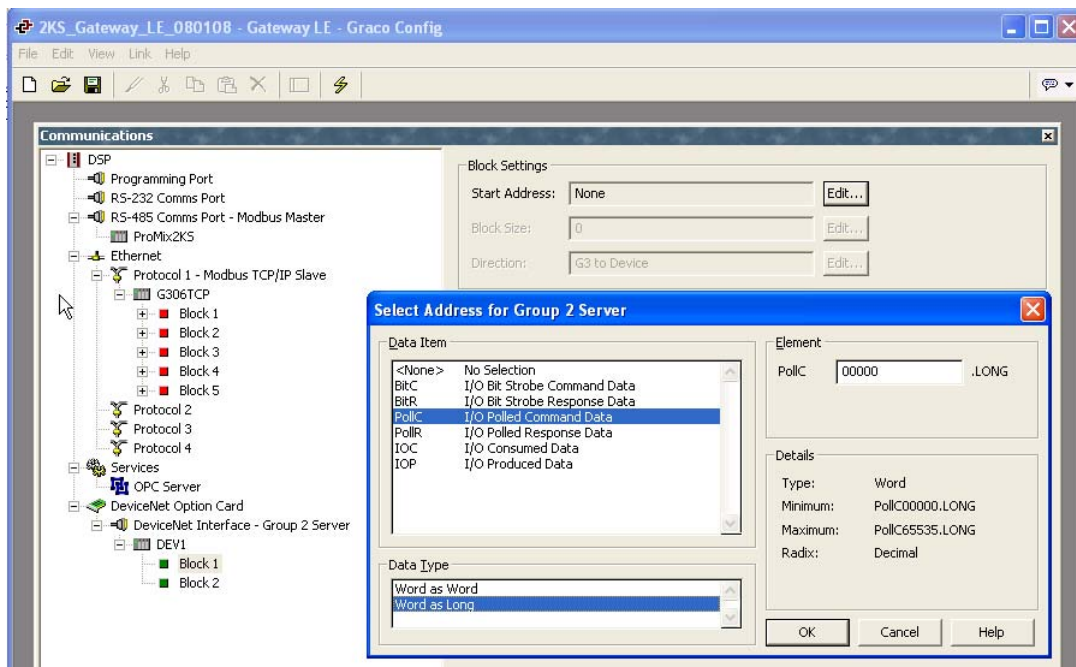 2KS_Gateway_LE_080108 - Gateway LE - Graco Config
File Edit View Link Help
Communications
DSP
Programming Port
RS-232 Comms Port
RS-485 Comms Port - Modbus Master
ProMix2KS
Ethernet
Protocol 1 - Modbus TCP/IP Slave
G306TCP
Block 1
Block 2
Block 3
Block 4
Block 5
Protocol 2
Protocol 3
Protocol 4
Services
OPC Server
DeviceNet Option Card
DeviceNet Interface - Group 2 Server
DEV1
Block 1
Block 2
Block Settings
Start Address: None Edit...
Block Size: 0 Edit...
Direction: G3 to Device Edit...
Select Address for Group 2 Server
Data Item
<None> No Selection
BitC I/O Bit Strobe Command Data
BitR I/O Bit Strobe Response Data
PollC I/O Polled Command Data
PollR I/O Polled Response Data
IOC I/O Consumed Data
IOP I/O Produced Data
Data Type
Word as Word
Word as Long
Element
PollC 00000 .LONG
Details
Type: Word
Minimum: PollC00000.LONG
Maximum: PollC65535.LONG
Radix: Decimal
OK Cancel Help